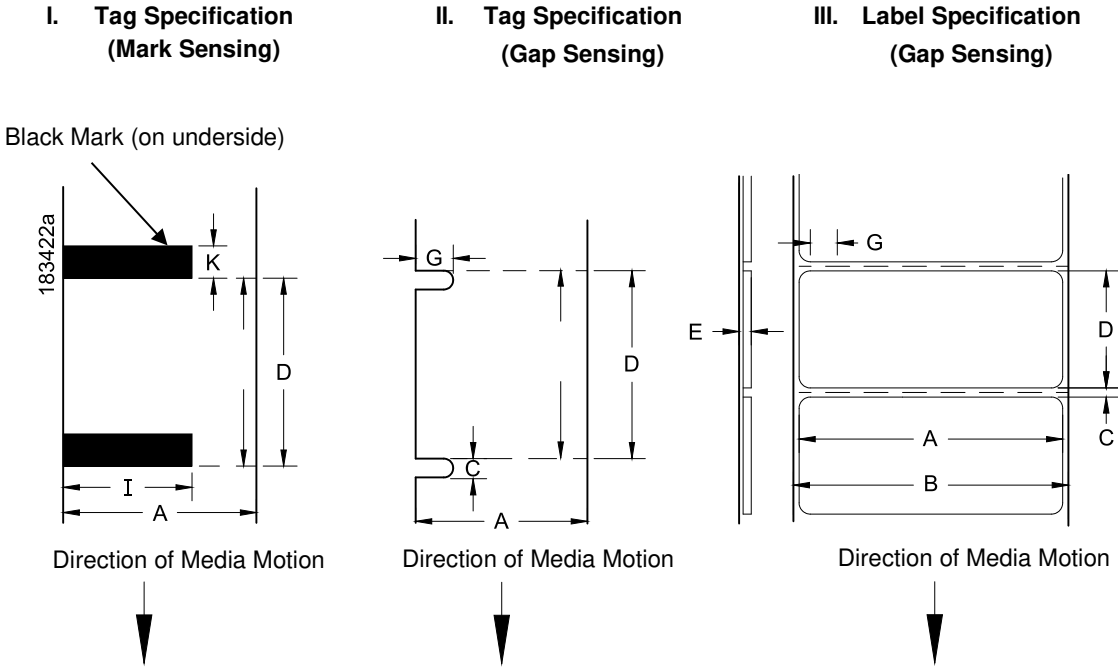 I. Tag Specification
(Mark Sensing)
II. Tag Specification
(Gap Sensing)
III. Label Specification
(Gap Sensing)
Black Mark (on underside)
183422a
K
D
I
A
Direction of Media Motion
G
D
C
A
Direction of Media Motion
G
E
D
C
A
B
Direction of Media Motion